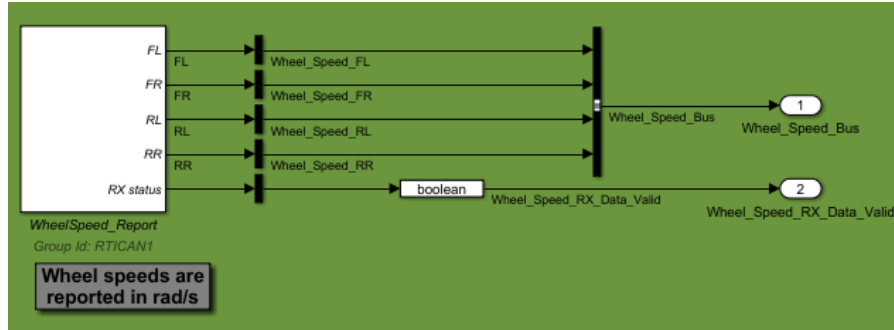 FL
FL
Wheel_Speed_FL
FR
FR
Wheel_Speed_FR
RL
RL
Wheel_Speed_RL
RR
RR
Wheel_Speed_RR
Wheel_Speed_Bus
1
Wheel_Speed_Bus
RX status
boolean
Wheel_Speed_RX_Data_Valid
2
Wheel_Speed_RX_Data_Valid
WheelSpeed_Report
Group Id: RTICAN1
Wheel speeds are
reported in rad/s